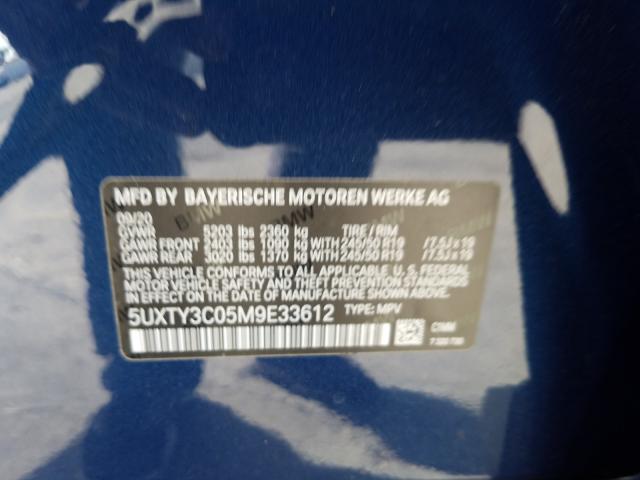 MFD BY BAYERISCHE MOTOREN WERKE AG
09/20
GVWR 5203 lbs 2360 kg TIRE / RIM
GAWR FRONT 2403 lbs 1090 kg WITH 245/50 R19 / 7.5J x 19
GAWR REAR 3020 lbs 1370 kg WITH 245/50 R19 / 7.5J x 19
THIS VEHICLE CONFORMS TO ALL APPLICABLE U. S. FEDERAL
MOTOR VEHICLE SAFETY AND THEFT PREVENTION STANDARDS
IN EFFECT ON THE DATE OF MANUFACTURE SHOWN ABOVE.
5UXTY3C05M9E33612 TYPE: MPV